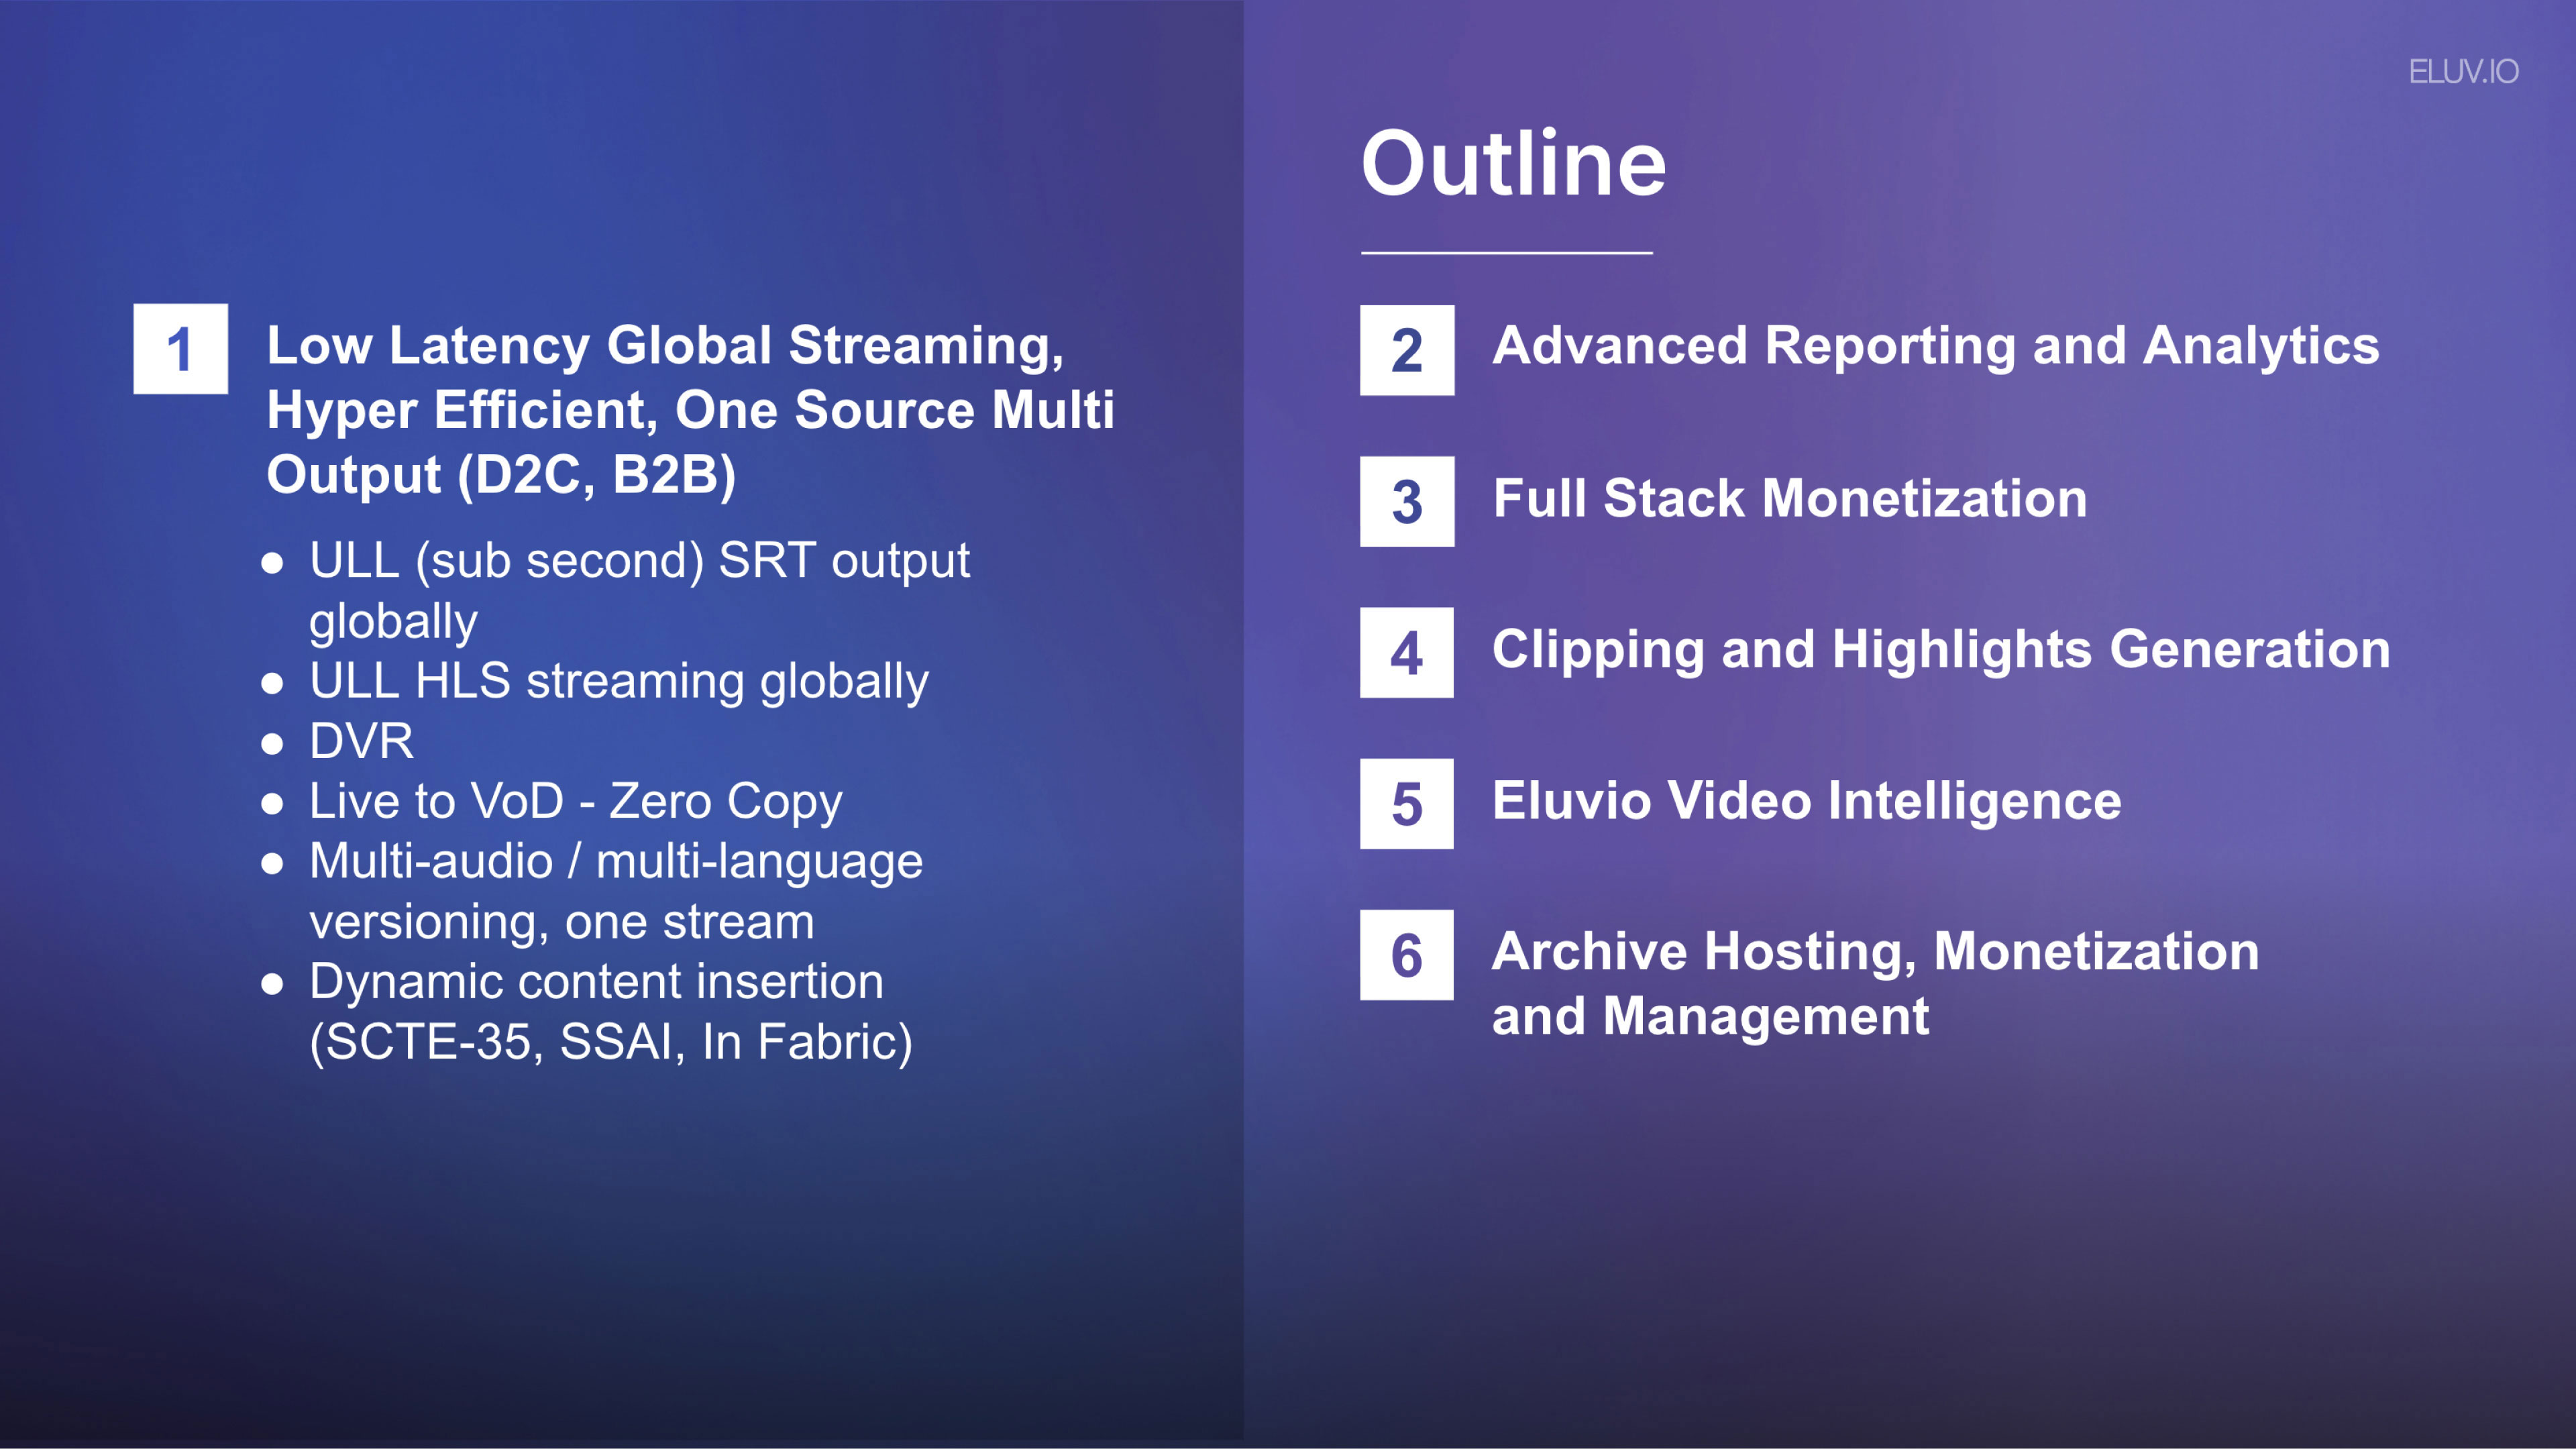 ELUV.IO
Outline
1
Low Latency Global Streaming,
Hyper Efficient, One Source Multi
Output (D2C, B2B)
● ULL (sub second) SRT output
globally
● ULL HLS streaming globally
● DVR
● Live to VoD - Zero Copy
● Multi-audio / multi-language
versioning, one stream
● Dynamic content insertion
(SCTE-35, SSAI, In Fabric)
2
Advanced Reporting and Analytics
3
Full Stack Monetization
4
Clipping and Highlights Generation
5
Eluvio Video Intelligence
6
Archive Hosting, Monetization
and Management